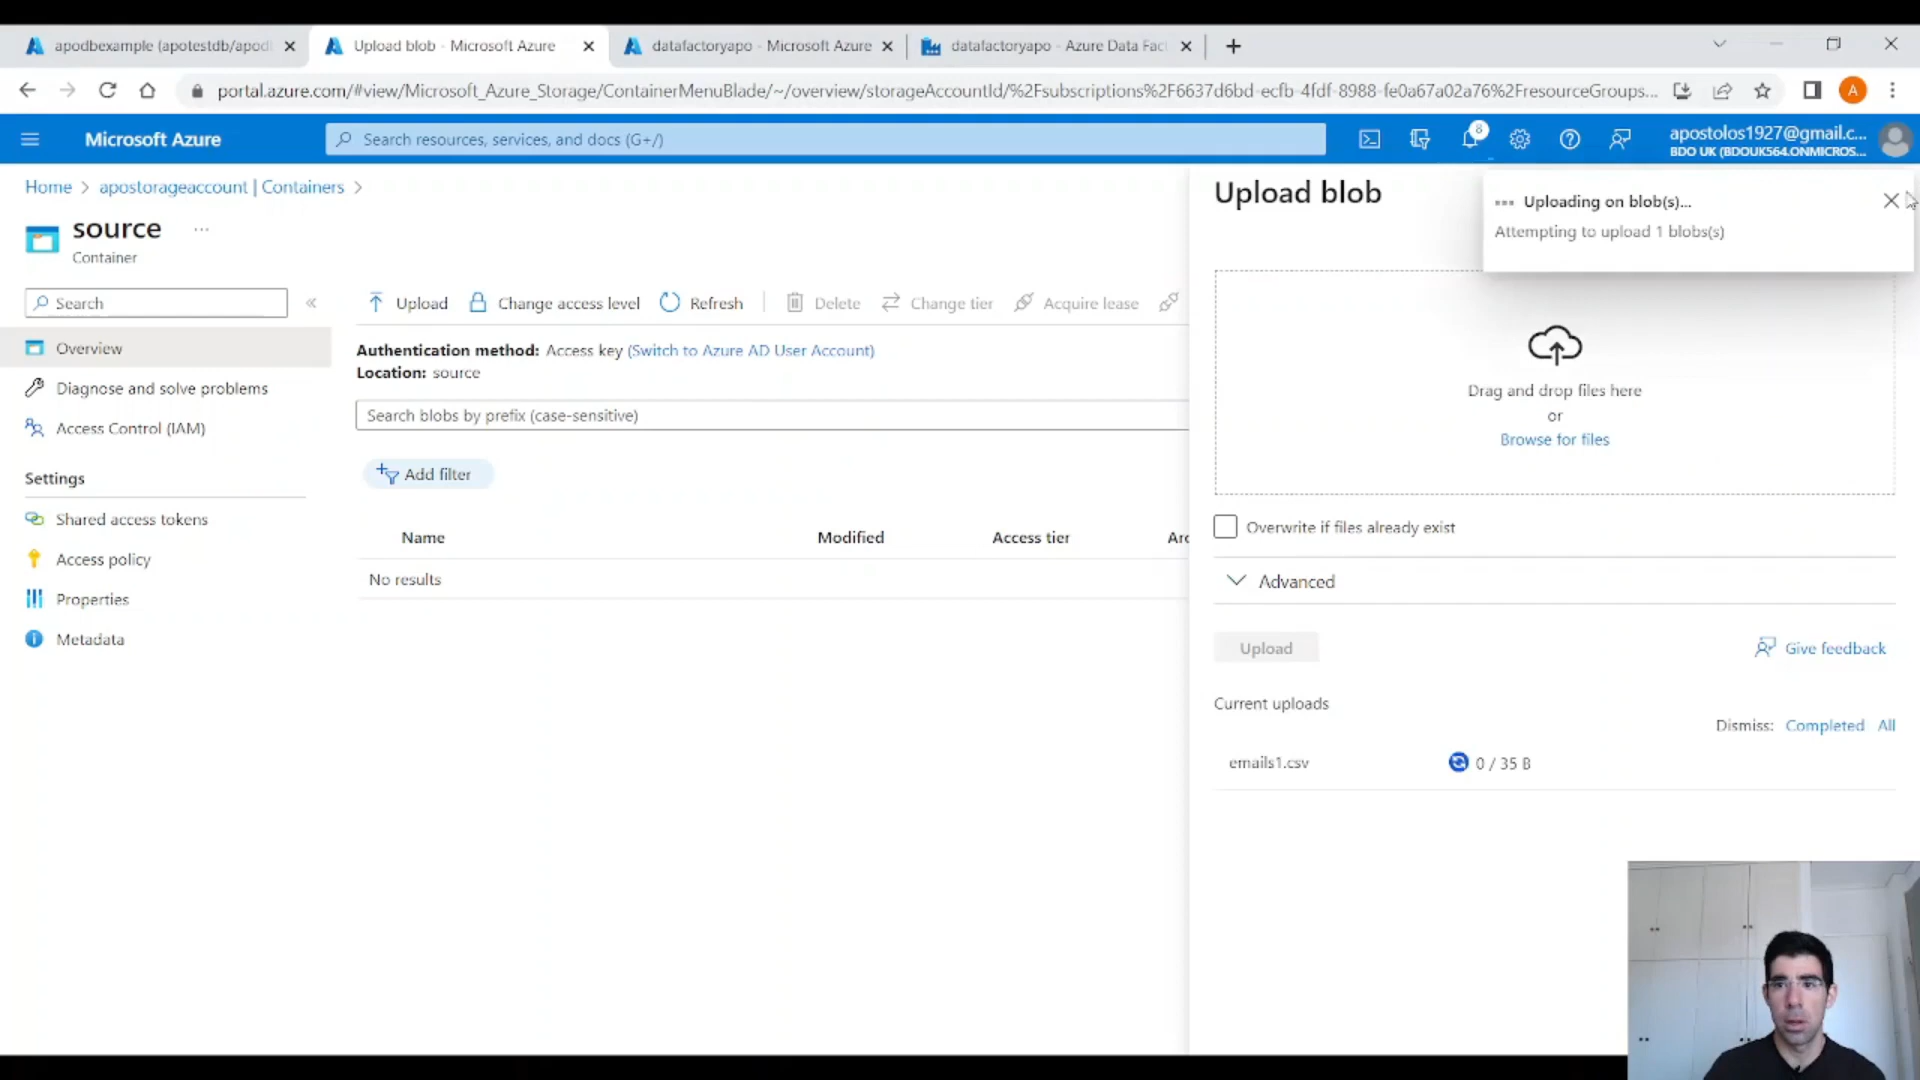 apodbexample (apotestdb/apodl
Upload blob - Microsoft Azure
datafactoryapo - Microsoft Azure
datafactoryapo - Azure Data Fact
portal.azure.com/#view/Microsoft_Azure_Storage/ContainerMenuBlade/~/overview/storageAccountId/%2Fsubscriptions%2F6637d6bd-ecfb-4fdf-8988-fe0a67a02a76%2FresourceGroups...
A
Microsoft Azure
Search resources, services, and docs (G+/)
8
apostolos1927@gmail.c...
BDO UK (BDOUK564.ONMICROS...
Home > apostorageaccount | Containers >
source
Container
Search
Overview
Diagnose and solve problems
Access Control (IAM)
Settings
Shared access tokens
Access policy
Properties
Metadata
Upload
Change access level
Refresh
Delete
Change tier
Acquire lease
Authentication method: Access key (Switch to Azure AD User Account)
Location: source
Search blobs by prefix (case-sensitive)
Add filter
Name
Modified
Access tier
Arc
No results
Upload blob
Uploading on blob(s)...
Attempting to upload 1 blobs(s)
Drag and drop files here
or
Browse for files
Overwrite if files already exist
Advanced
Upload
Give feedback
Current uploads
Dismiss: Completed All
emails1.csv
0 / 35 B